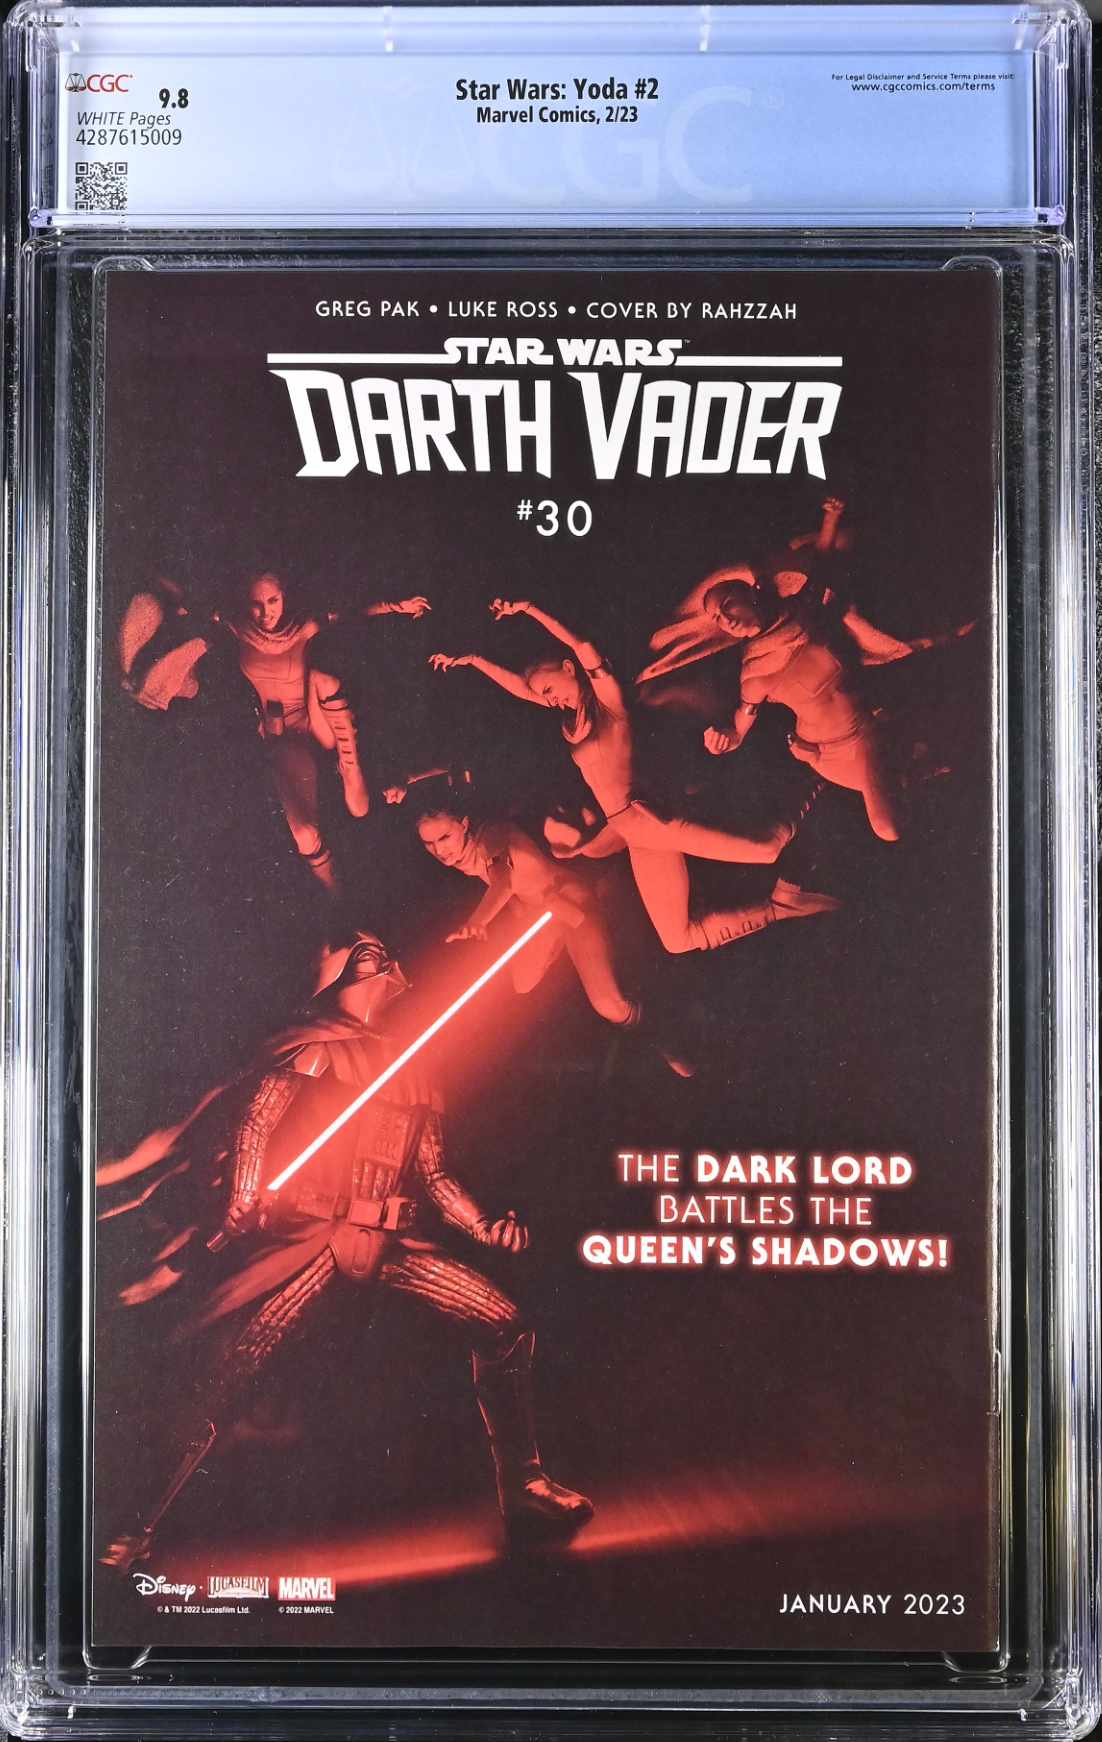 CGC
9.8
WHITE Pages
4287615009
Star Wars: Yoda #2
Marvel Comics, 2/23
For Legal Disclaimer and Service Terms please visit:
www.cgccomics.com/terms
CGC
GREG PAK • LUKE ROSS • COVER BY RAHZZAH
STAR WARS™
DARTH VADER
#30
THE DARK LORD
BATTLES THE
QUEEN'S SHADOWS!
DISNEY · LUCASFILM MARVEL
© & TM 2022 Lucasfilm Ltd. © 2022 MARVEL
JANUARY 2023